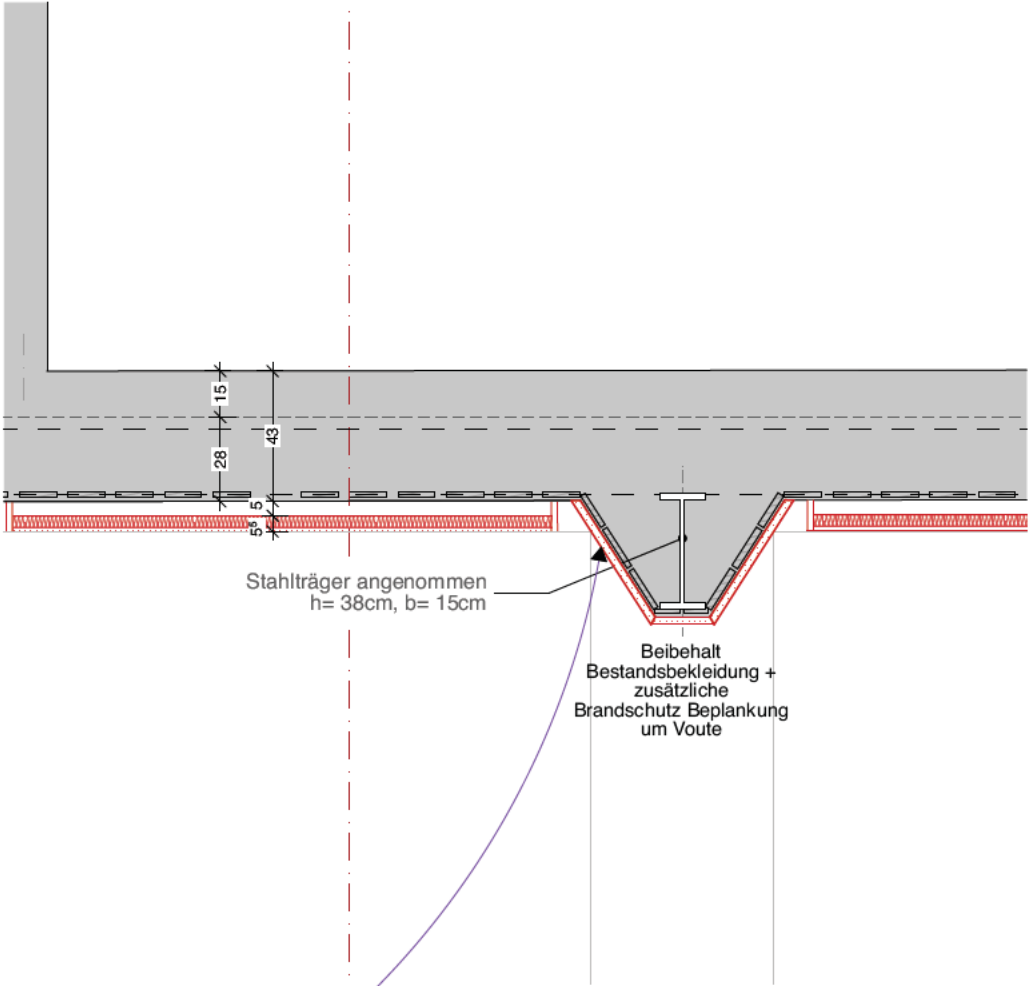 15
28
43
5
5⁵
Stahlträger angenommen
h= 38cm, b= 15cm
Beibehalt
Bestandsbekleidung +
zusätzliche
Brandschutz Beplankung
um Voute